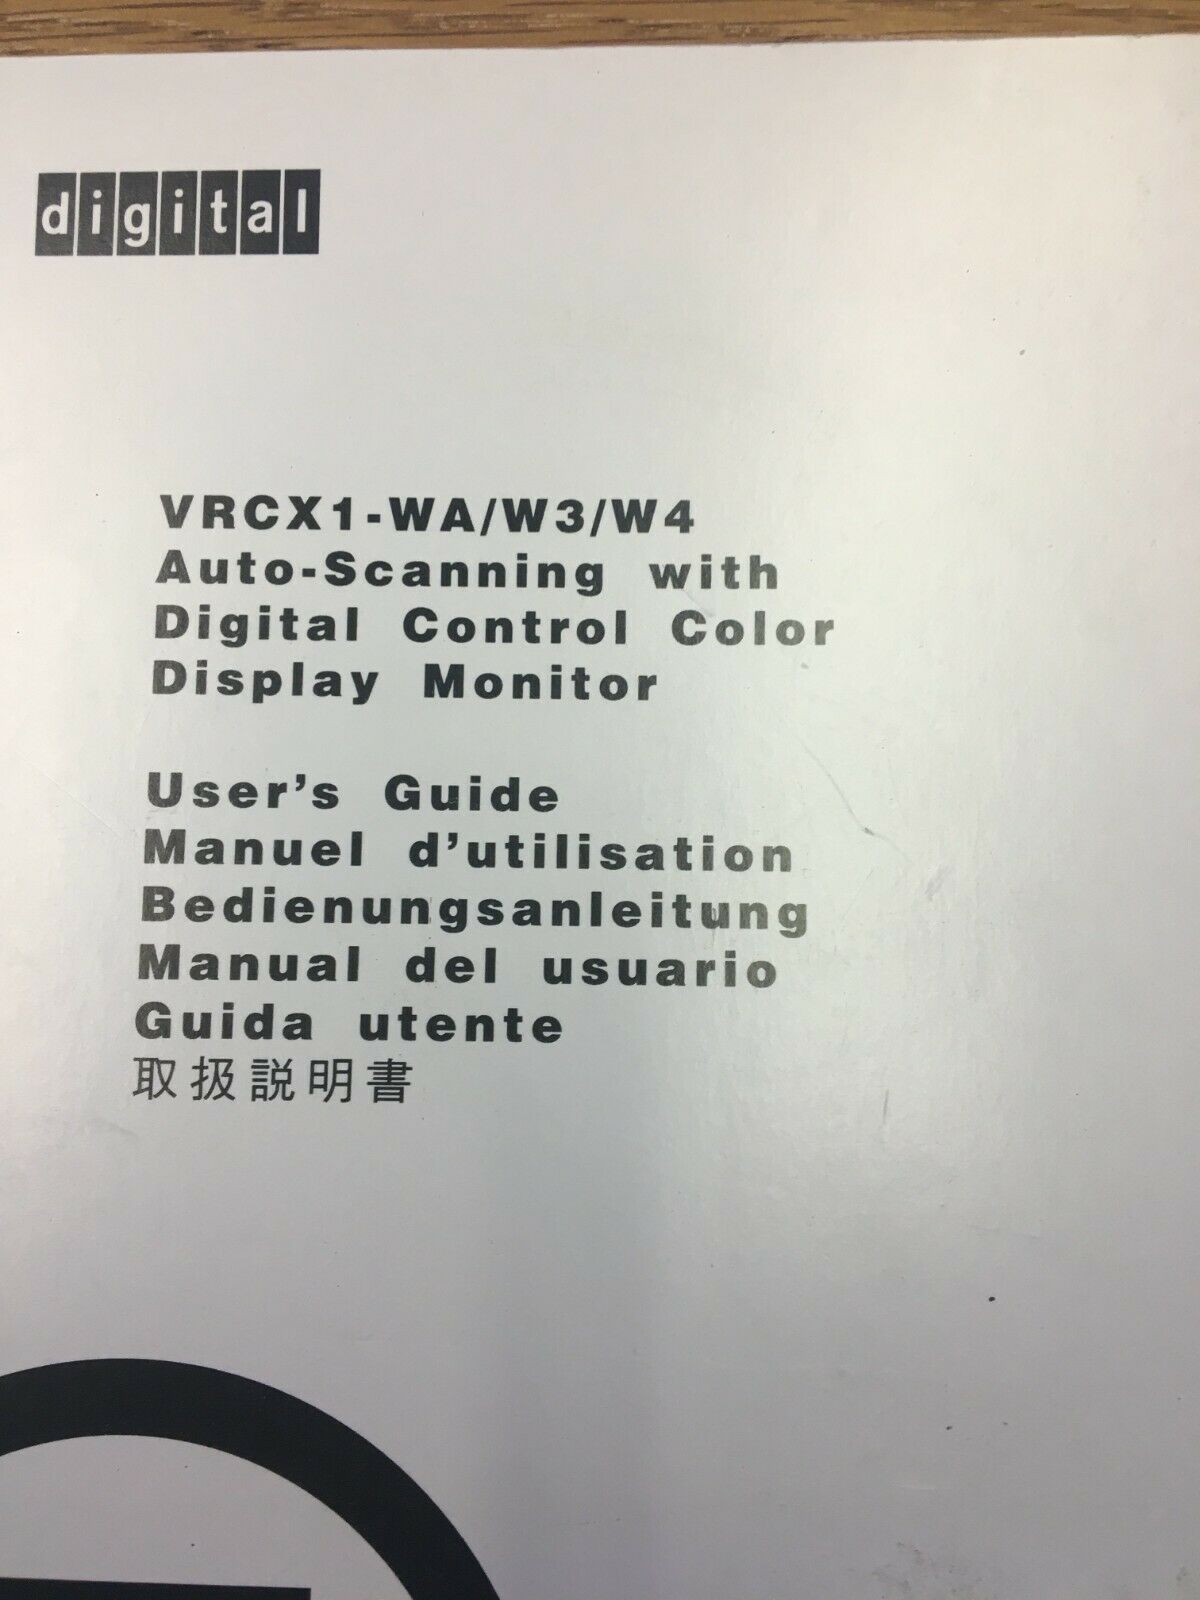 digital
VRCX1-WA/W3/W4
Auto-Scanning with
Digital Control Color
Display Monitor
User's Guide
Manuel d'utilisation
Bedienungsanleitung
Manual del usuario
Guida utente
取扱説明書